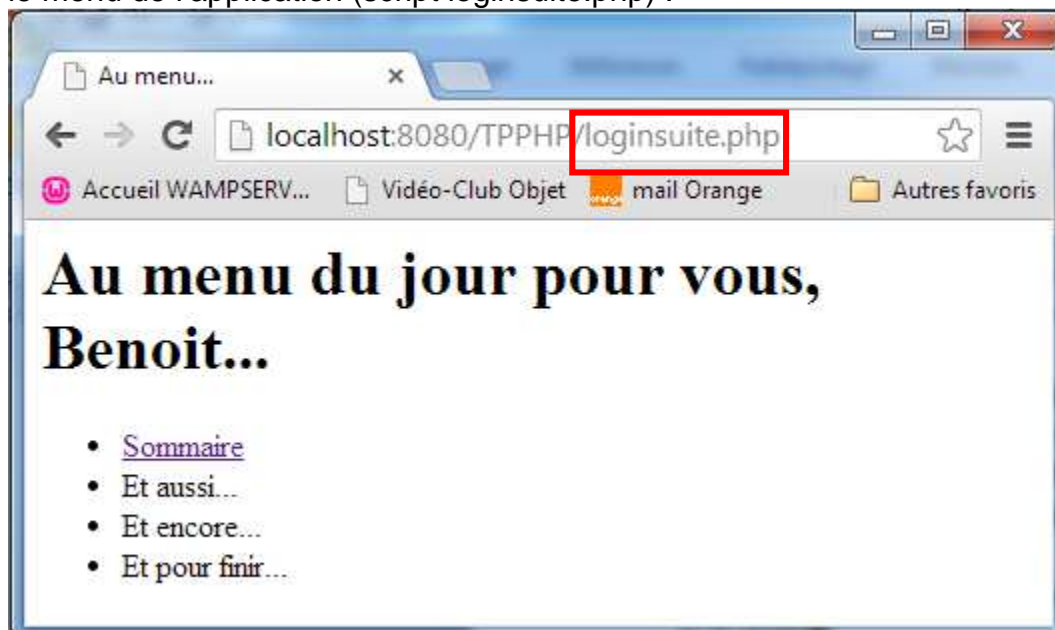 le menu de l'application (script loginsuite.php) :
Au menu...
localhost:8080/TPPHP/loginsuite.php
Accueil WAMPSERV... Vidéo-Club Objet mail Orange Autres favoris
Au menu du jour pour vous,
Benoit...
• Sommaire
• Et aussi...
• Et encore...
• Et pour finir...